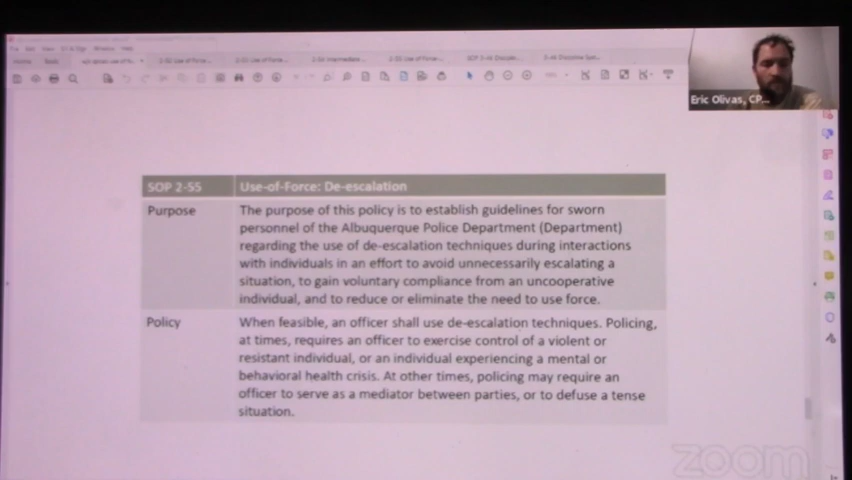 Home Tools
Eric Olivas, CP...
SOP 2-55 Use-of-Force: De-escalation
Purpose The purpose of this policy is to establish guidelines for sworn
personnel of the Albuquerque Police Department (Department)
regarding the use of de-escalation techniques during interactions
with individuals in an effort to avoid unnecessarily escalating a
situation, to gain voluntary compliance from an uncooperative
individual, and to reduce or eliminate the need to use force.
Policy When feasible, an officer shall use de-escalation techniques. Policing,
at times, requires an officer to exercise control of a violent or
resistant individual, or an individual experiencing a mental or
behavioral health crisis. At other times, policing may require an
officer to serve as a mediator between parties, or to defuse a tense
situation.
zoom